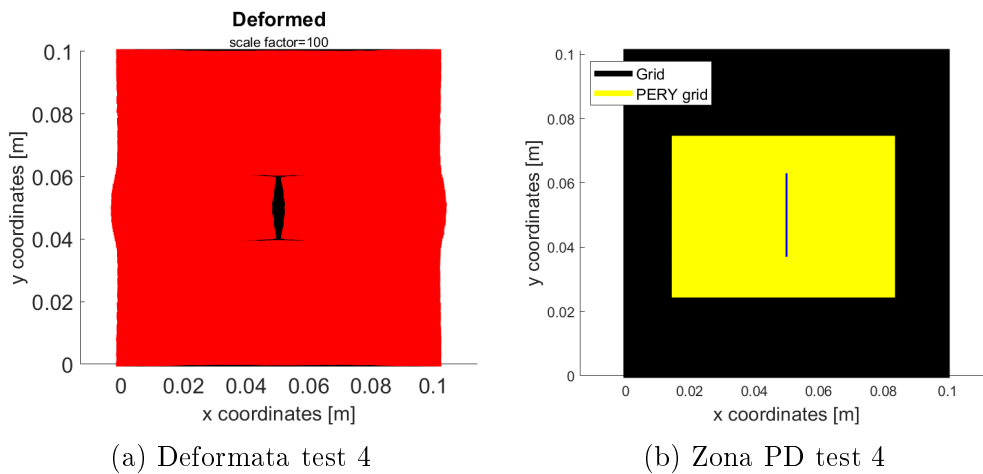 Deformed
scale factor=100
y coordinates [m]
0.1
0.08
0.06
0.04
0.02
0
0 0.02 0.04 0.06 0.08 0.1
x coordinates [m]
(a) Deformata test 4
Grid
PERY grid
y coordinates [m]
0.1
0.08
0.06
0.04
0.02
0
0 0.02 0.04 0.06 0.08 0.1
x coordinates [m]
(b) Zona PD test 4